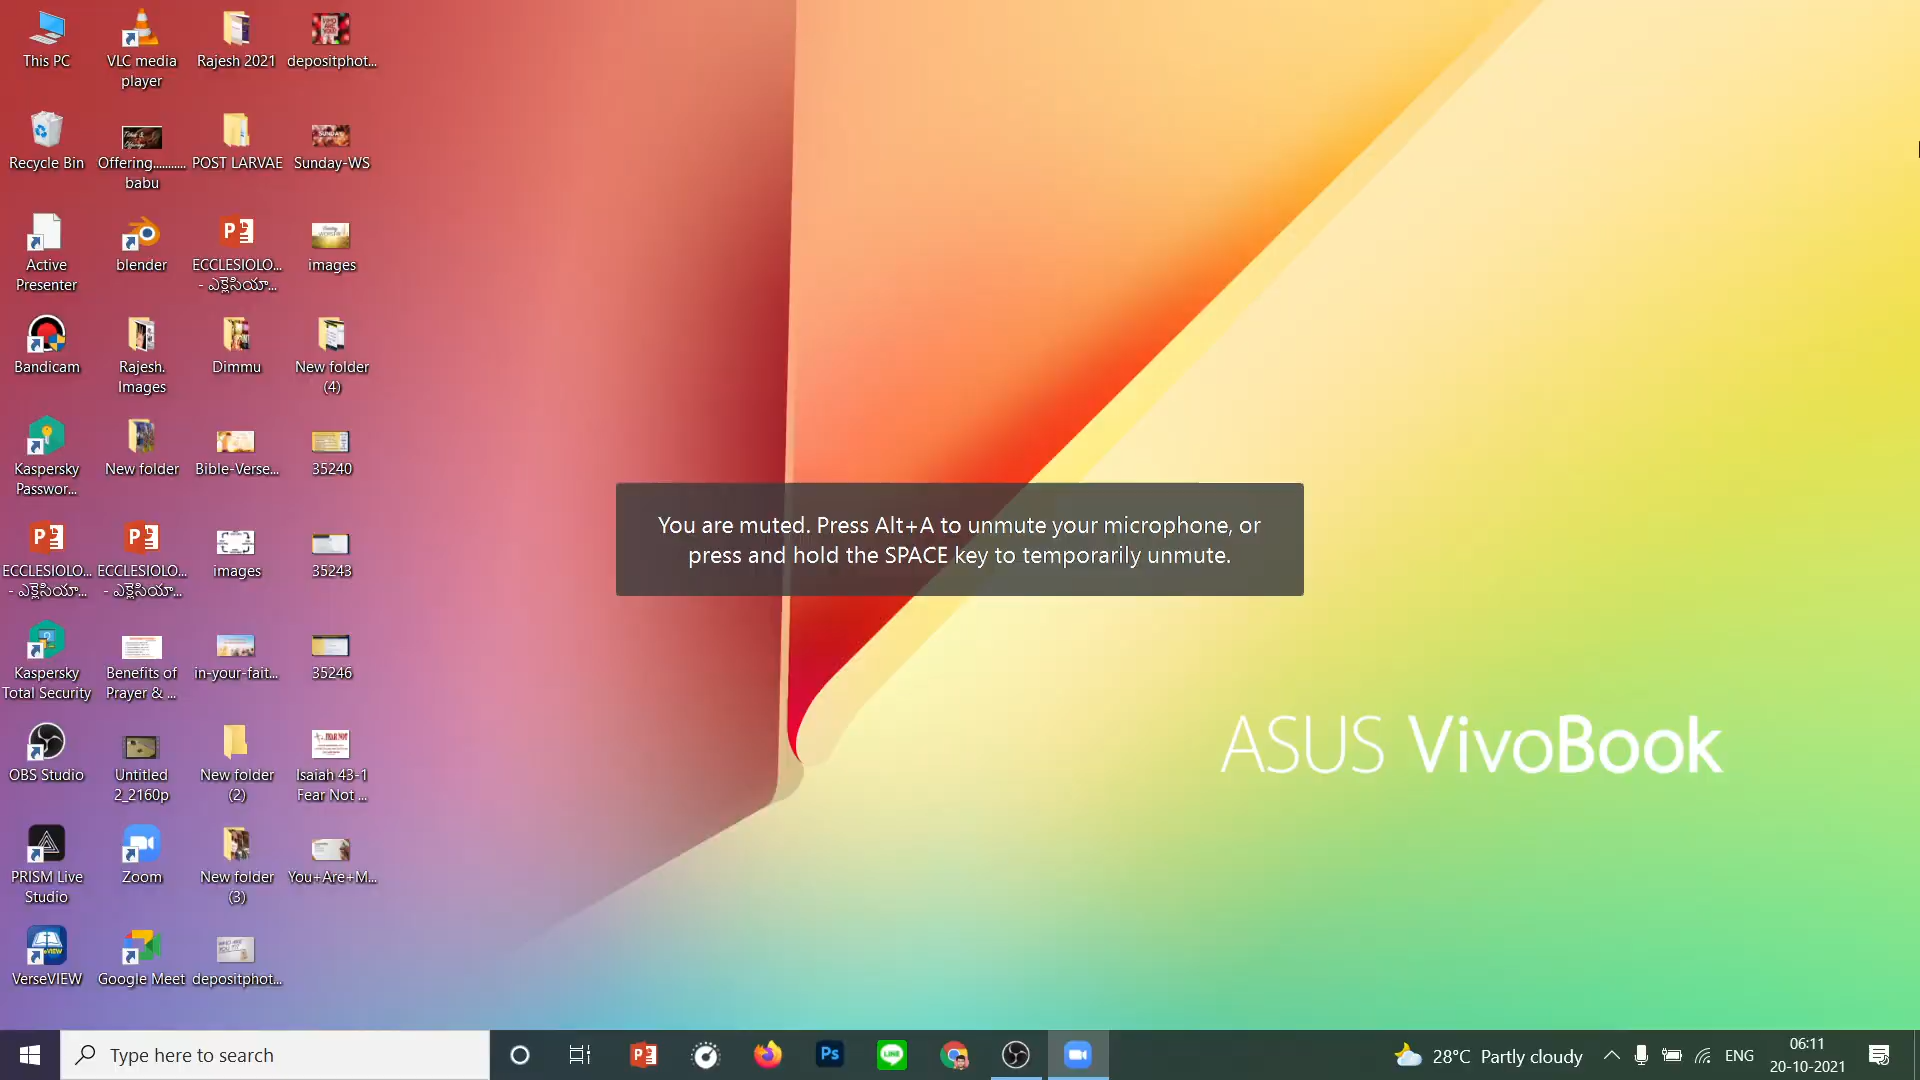 This PC
VLC media
player
Rajesh 2021
depositphot...
Recycle Bin
Offering...........
babu
POST LARVAE
Sunday-WS
Active
Presenter
blender
ECCLESIOLO...
- ఎక్లెసియా...
images
Bandicam
Rajesh.
Images
Dimmu
New folder
(4)
Kaspersky
Passwor...
New folder
Bible-Verse...
35240
You are muted. Press Alt+A to unmute your microphone, or
press and hold the SPACE key to temporarily unmute.
ECCLESIOLO...
- ఎక్లెసియా...
ECCLESIOLO...
- ఎక్లెసియా...
images
35243
Kaspersky
Total Security
Benefits of
Prayer & ...
in-your-fait...
35246
ASUS VivoBook
OBS Studio
Untitled
2_2160p
New folder
(2)
Isaiah 43-1
Fear Not ...
PRISM Live
Studio
Zoom
New folder
(3)
You+Are+M...
VerseVIEW
Google Meet
depositphot...
Type here to search
28°C Partly cloudy
ENG
06:11
20-10-2021